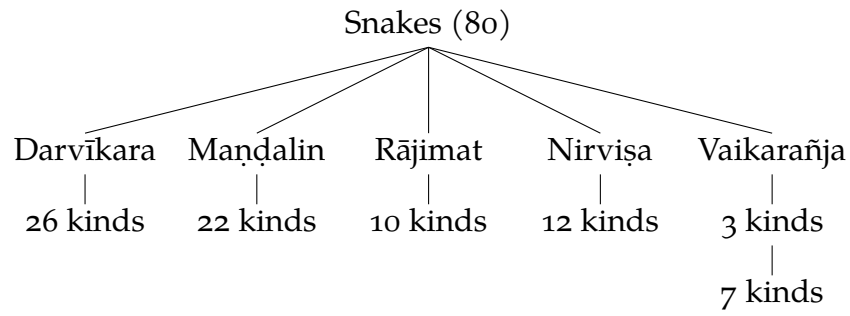 Snakes (80)
Darvīkara Maṇḍalin Rājimat Nirviṣa Vaikarañja
26 kinds 22 kinds 10 kinds 12 kinds 3 kinds
7 kinds